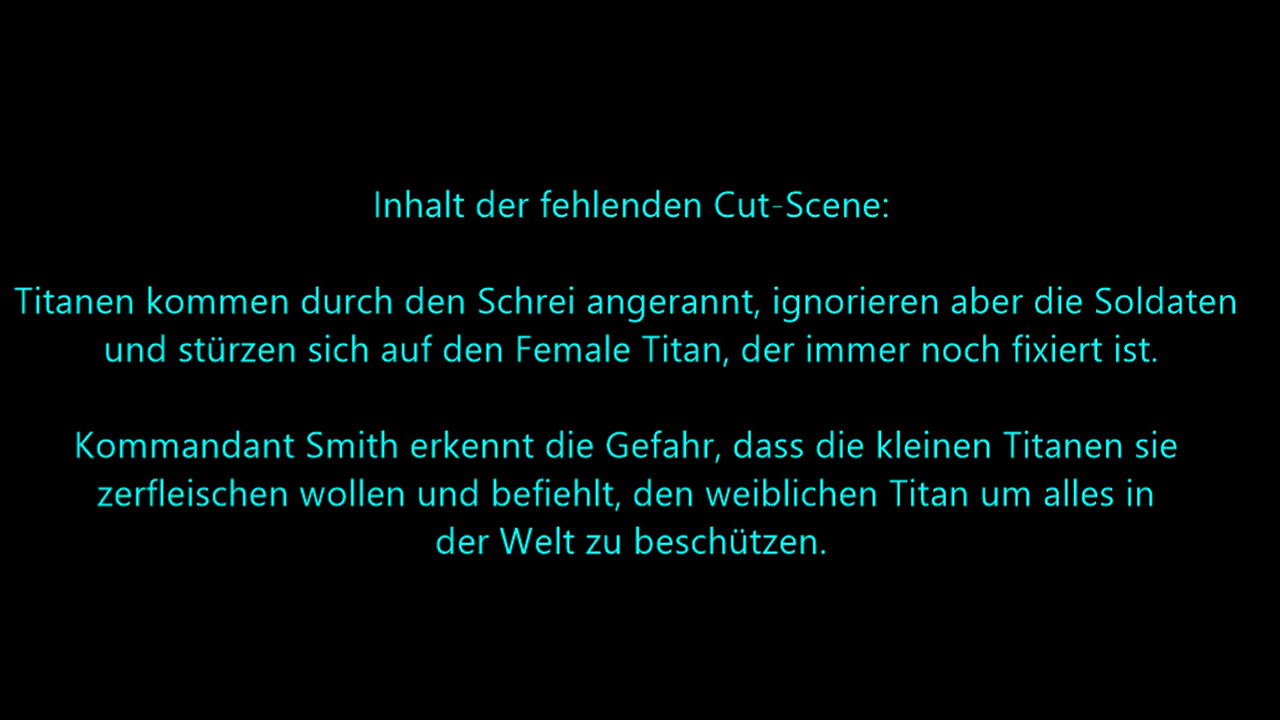 Inhalt der fehlenden Cut-Scene:
Titanen kommen durch den Schrei angerannt, ignorieren aber die Soldaten
und stürzen sich auf den Female Titan, der immer noch fixiert ist.
Kommandant Smith erkennt die Gefahr, dass die kleinen Titanen sie
zerfleischen wollen und befiehlt, den weiblichen Titan um alles in
der Welt zu beschützen.